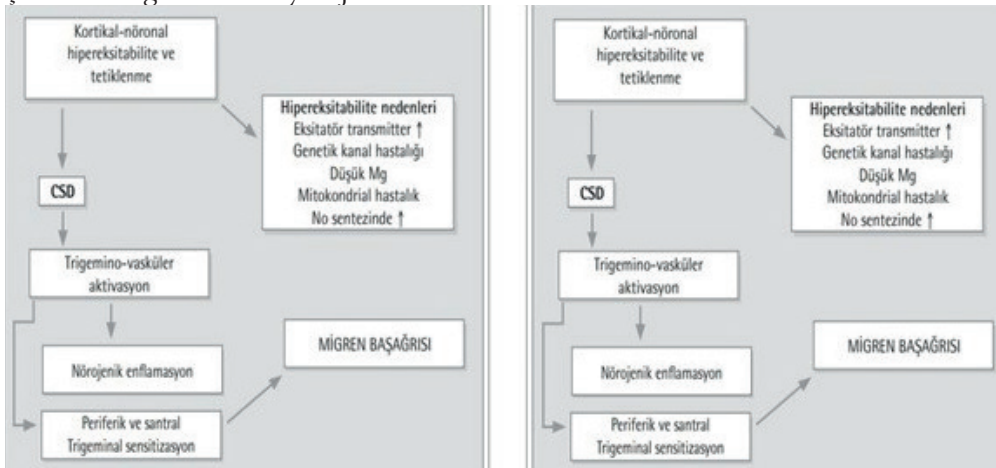 Kortikal-nöronal
hipereksitabilite ve
tetiklenme
Hipereksitabilite nedenleri
Eksitatör transmitter ↑
Genetik kanal hastalığı
Düşük Mg
Mitokondrial hastalık
No sentezinde ↑
CSD
Trigemino-vasküler
aktivasyon
MİGREN BAŞAĞRISI
Nörojenik enflamasyon
Periferik ve santral
Trigeminal sensitizasyon
Kortikal-nöronal
hipereksitabilite ve
tetiklenme
Hipereksitabilite nedenleri
Eksitatör transmitter ↑
Genetik kanal hastalığı
Düşük Mg
Mitokondrial hastalık
No sentezinde ↑
CSD
Trigemino-vasküler
aktivasyon
MİGREN BAŞAĞRISI
Nörojenik enflamasyon
Periferik ve santral
Trigeminal sensitizasyon